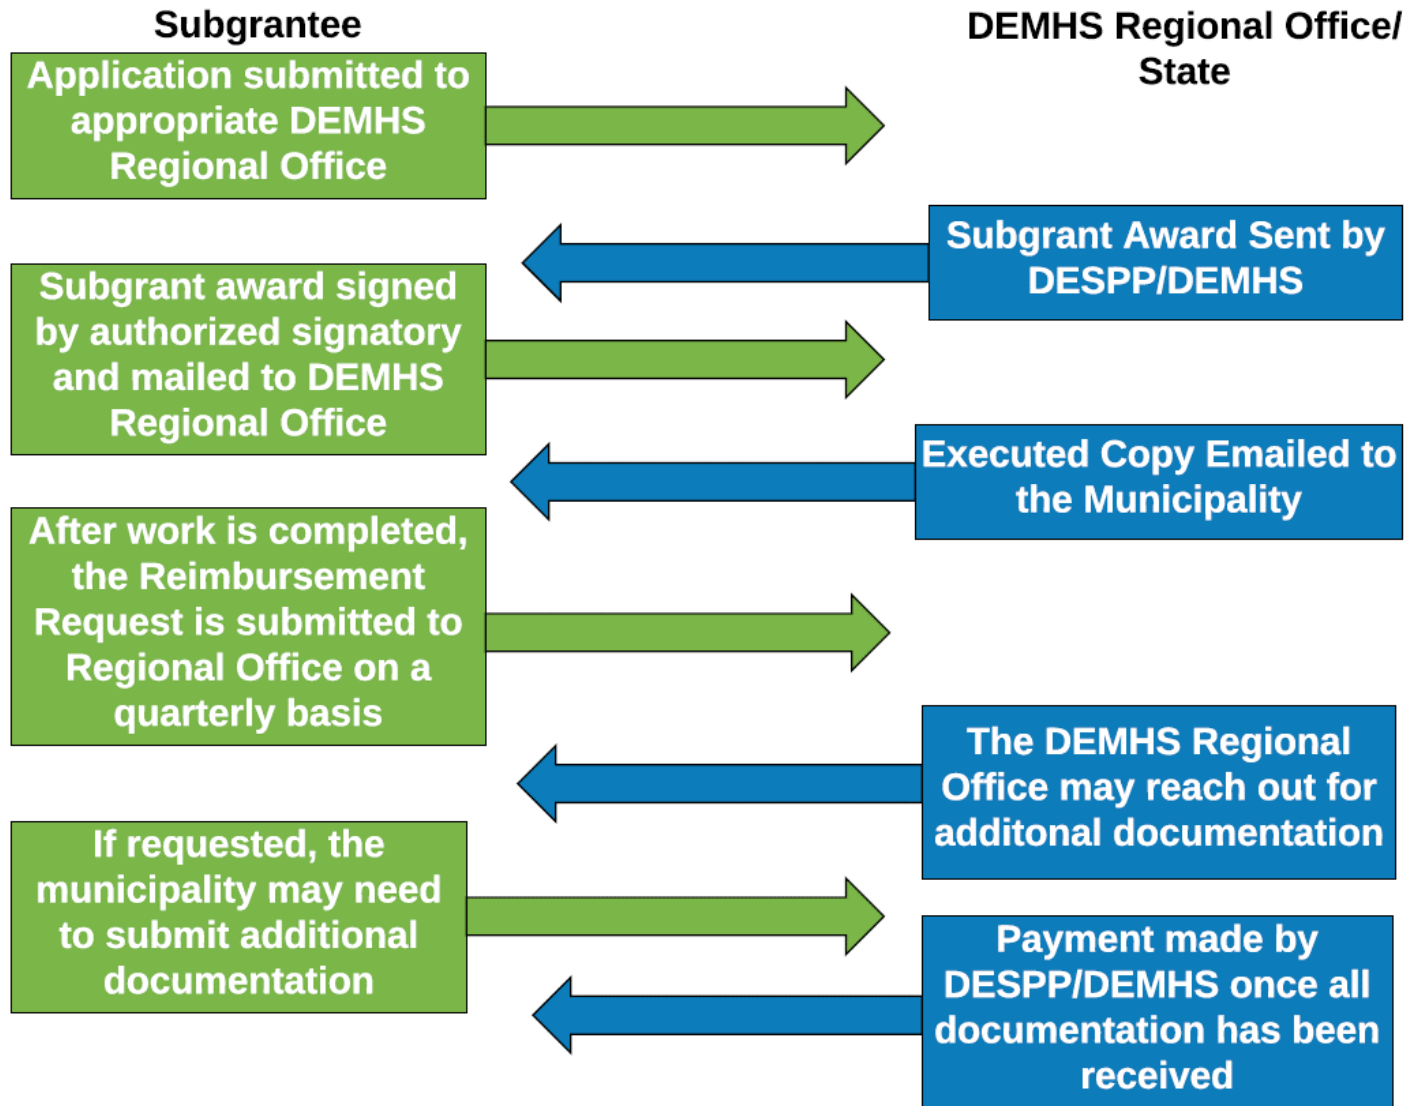 Subgrantee
DEMHS Regional Office/
State
Application submitted to
appropriate DEMHS
Regional Office
Subgrant Award Sent by
DESPP/DEMHS
Subgrant award signed
by authorized signatory
and mailed to DEMHS
Regional Office
Executed Copy Emailed to
the Municipality
After work is completed,
the Reimbursement
Request is submitted to
Regional Office on a
quarterly basis
The DEMHS Regional
Office may reach out for
additonal documentation
If requested, the
municipality may need
to submit additional
documentation
Payment made by
DESPP/DEMHS once all
documentation has been
received